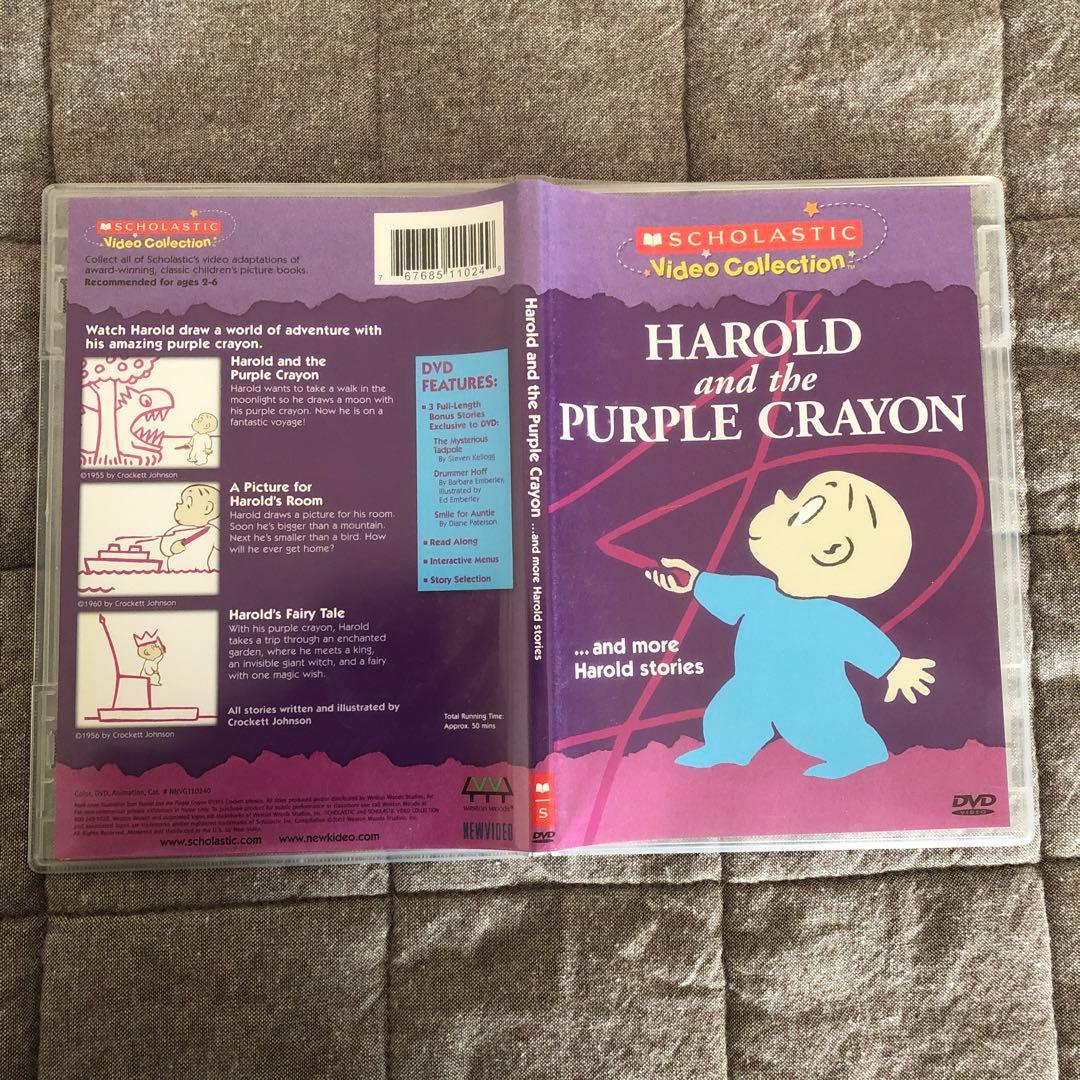 SCHOLASTIC
Video Collection™
Collect all of Scholastic's video adaptations of
award-winning, classic children's picture books.
Recommended for ages 2-6
7 67685 11024 9
Watch Harold draw a world of adventure with
his amazing purple crayon.
Harold and the
Purple Crayon
Harold wants to take a walk in the
moonlight so he draws a moon with
his purple crayon. Now he is on a
fantastic voyage!
©1955 by Crockett Johnson
A Picture for
Harold's Room
Harold draws a picture for his room.
Soon he's bigger than a mountain.
Next he's smaller than a bird. How
will he ever get home?
©1960 by Crockett Johnson
Harold's Fairy Tale
With his purple crayon, Harold
takes a trip through an enchanted
garden, where he meets a king,
an invisible giant witch, and a fairy
with one magic wish.
All stories written and illustrated by
Crockett Johnson
©1956 by Crockett Johnson
DVD
FEATURES:
3 Full-Length
Bonus Stories
Exclusive to DVD:
The Mysterious
Tadpole
By Steven Kellogg
Drummer Hoff
By Barbara Emberley,
Illustrated by
Ed Emberley
Smile for Auntie
By Diane Paterson
Read Along
Interactive Menus
Story Selection
Total Running Time:
Approx. 50 mins
Color, DVD, Animation, Cat. # NNVG110240
www.scholastic.com www.newkideo.com
weston woods®
NEWVIDEO
Harold and the Purple Crayon ...and more Harold stories
S
DVD
SCHOLASTIC
Video Collection™
HAROLD
and the
PURPLE CRAYON
...and more
Harold stories
DVD
VIDEO